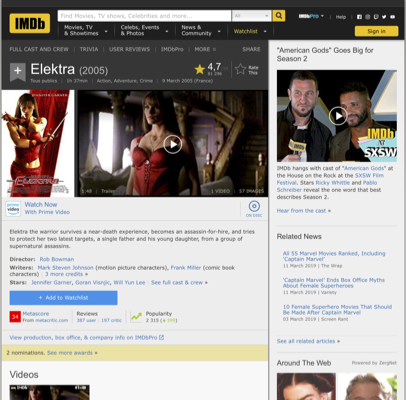 IMDb
Find Movies, TV shows, Celebrities and more...
All
IMDbPro
Help
Movies, TV
& Showtimes
Celebs, Events
& Photos
News &
Community
Watchlist
Sign in
FULL CAST AND CREW | TRIVIA | USER REVIEWS | IMDbPro | MORE
SHARE
Elektra (2005)
Tous publics | 1h 37min | Action, Adventure, Crime | 9 March 2005 (France)
4,7
Rate
This
1:48 | Trailer
1 VIDEO | 57 IMAGES
prime video
Watch Now
With Prime Video
ON DISC
Elektra the warrior survives a near-death experience, becomes an assassin-for-hire, and tries
to protect her two latest targets, a single father and his young daughter, from a group of
supernatural assassins.
Director: Rob Bowman
Writers: Mark Steven Johnson (motion picture characters), Frank Miller (comic book
characters) | 3 more credits »
Stars: Jennifer Garner, Goran Visnjic, Will Yun Lee | See full cast & crew »
+ Add to Watchlist
34 Metascore
From metacritic.com
Reviews
387 user | 197 critic
Popularity
View production, box office, & company info on IMDbPro
2 nominations. See more awards »
Videos
"American Gods" Goes Big for
Season 2
IMDb
at
SXSW
IMDb hangs with cast of "American Gods" at
the House on the Rock at the SXSW Film
Festival. Stars Ricky Whittle and Pablo
Schreiber reveal the one word that best
describes Season 2.
Hear from the cast »
Related News
All 55 Marvel Movies Ranked, Including
'Captain Marvel'
11 March 2019 | The Wrap
'Captain Marvel' Ends Box Office Myths
About Female Superheroes
11 March 2019 | Variety
10 Female Superhero Movies That Should
Be Made After Captain Marvel
03 March 2019 | Screen Rant
See all related articles »
Around The Web
Powered by ZergNet